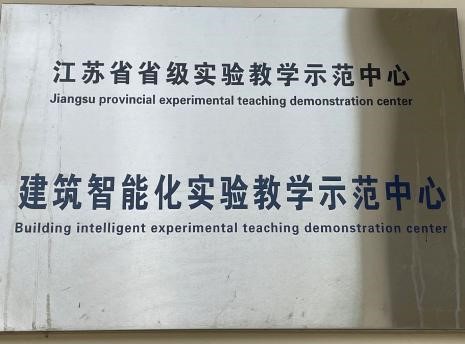 江苏省省级实验教学示范中心
Jiangsu provincial experimental teaching demonstration center
建筑智能化实验教学示范中心
Building intelligent experimental teaching demonstration center